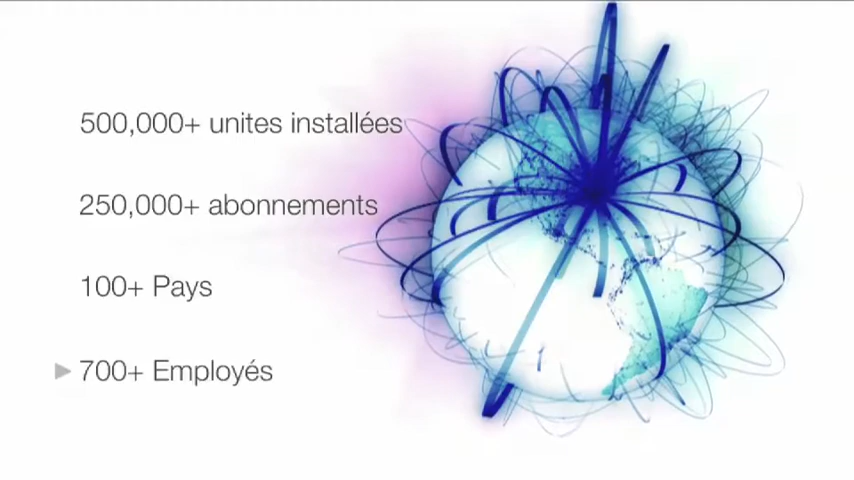 500,000+ unites installées
250,000+ abonnements
100+ Pays
700+ Employés